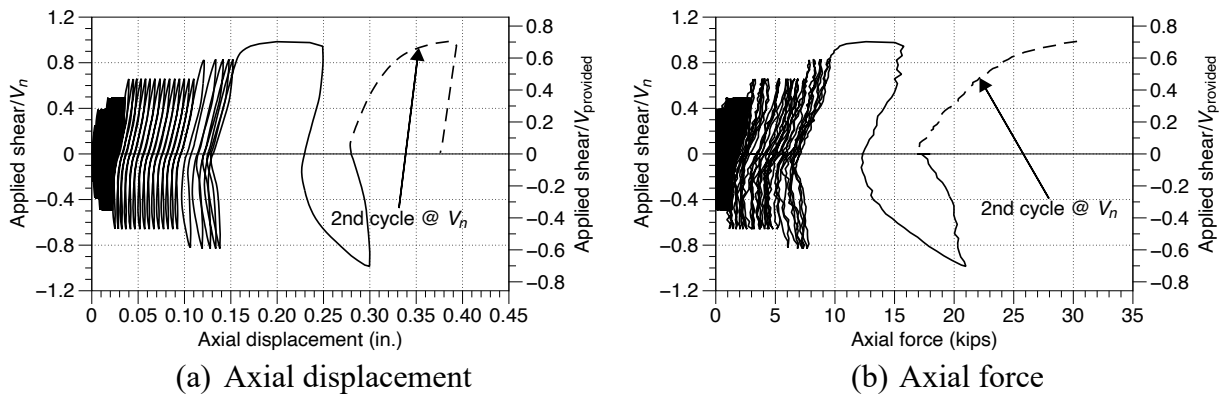 1.2
0.8
0.4
0
−0.4
−0.8
−1.2
Applied shear/Vn
0.8
0.6
0.4
0.2
0
−0.2
−0.4
−0.6
−0.8
Applied shear/Vprovided
2nd cycle @ Vn
0 0.05 0.10 0.15 0.20 0.25 0.30 0.35 0.40 0.45
Axial displacement (in.)
(a) Axial displacement
1.2
0.8
0.4
0
−0.4
−0.8
−1.2
Applied shear/Vn
0.8
0.6
0.4
0.2
0
−0.2
−0.4
−0.6
−0.8
Applied shear/Vprovided
2nd cycle @ Vn
0 5 10 15 20 25 30 35
Axial force (kips)
(b) Axial force